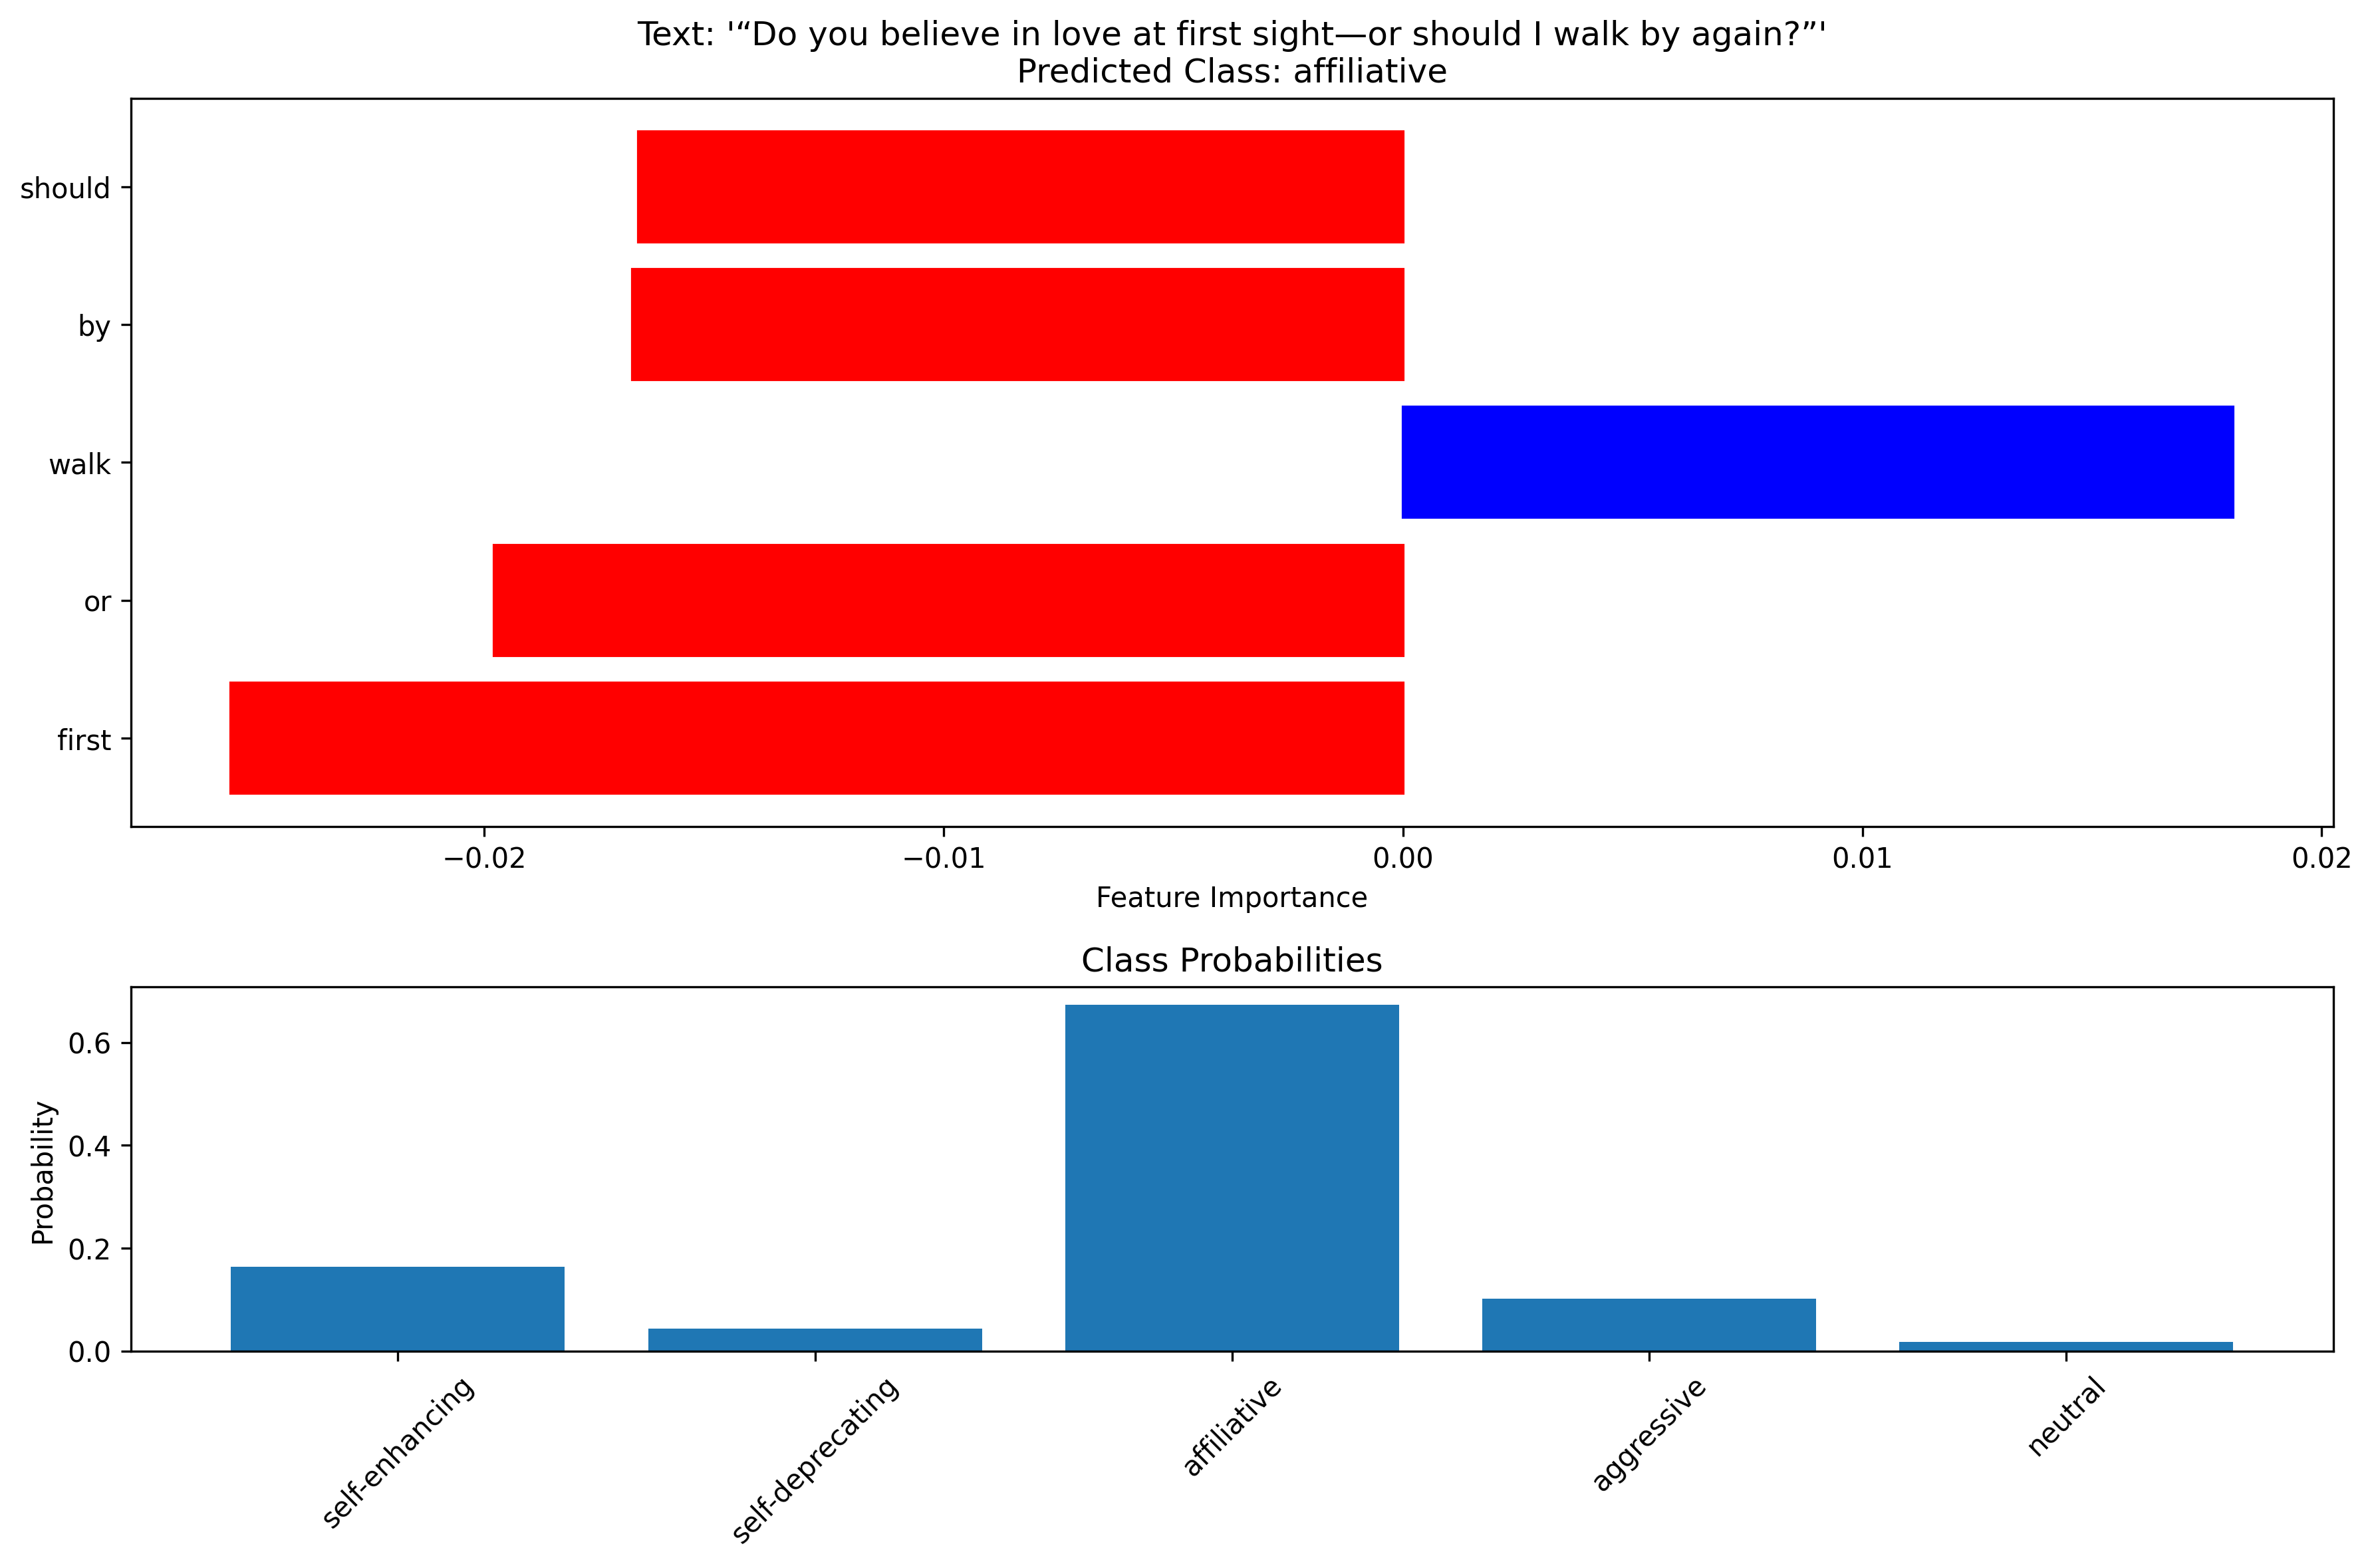 Text: '“Do you believe in love at first sight—or should I walk by again?”'
Predicted Class: affiliative
should
by
walk
or
first
−0.02 −0.01 0.00 0.01 0.02
Feature Importance
Class Probabilities
Probability
0.6
0.4
0.2
0.0
self-enhancing
self-deprecating
affiliative
aggressive
neutral